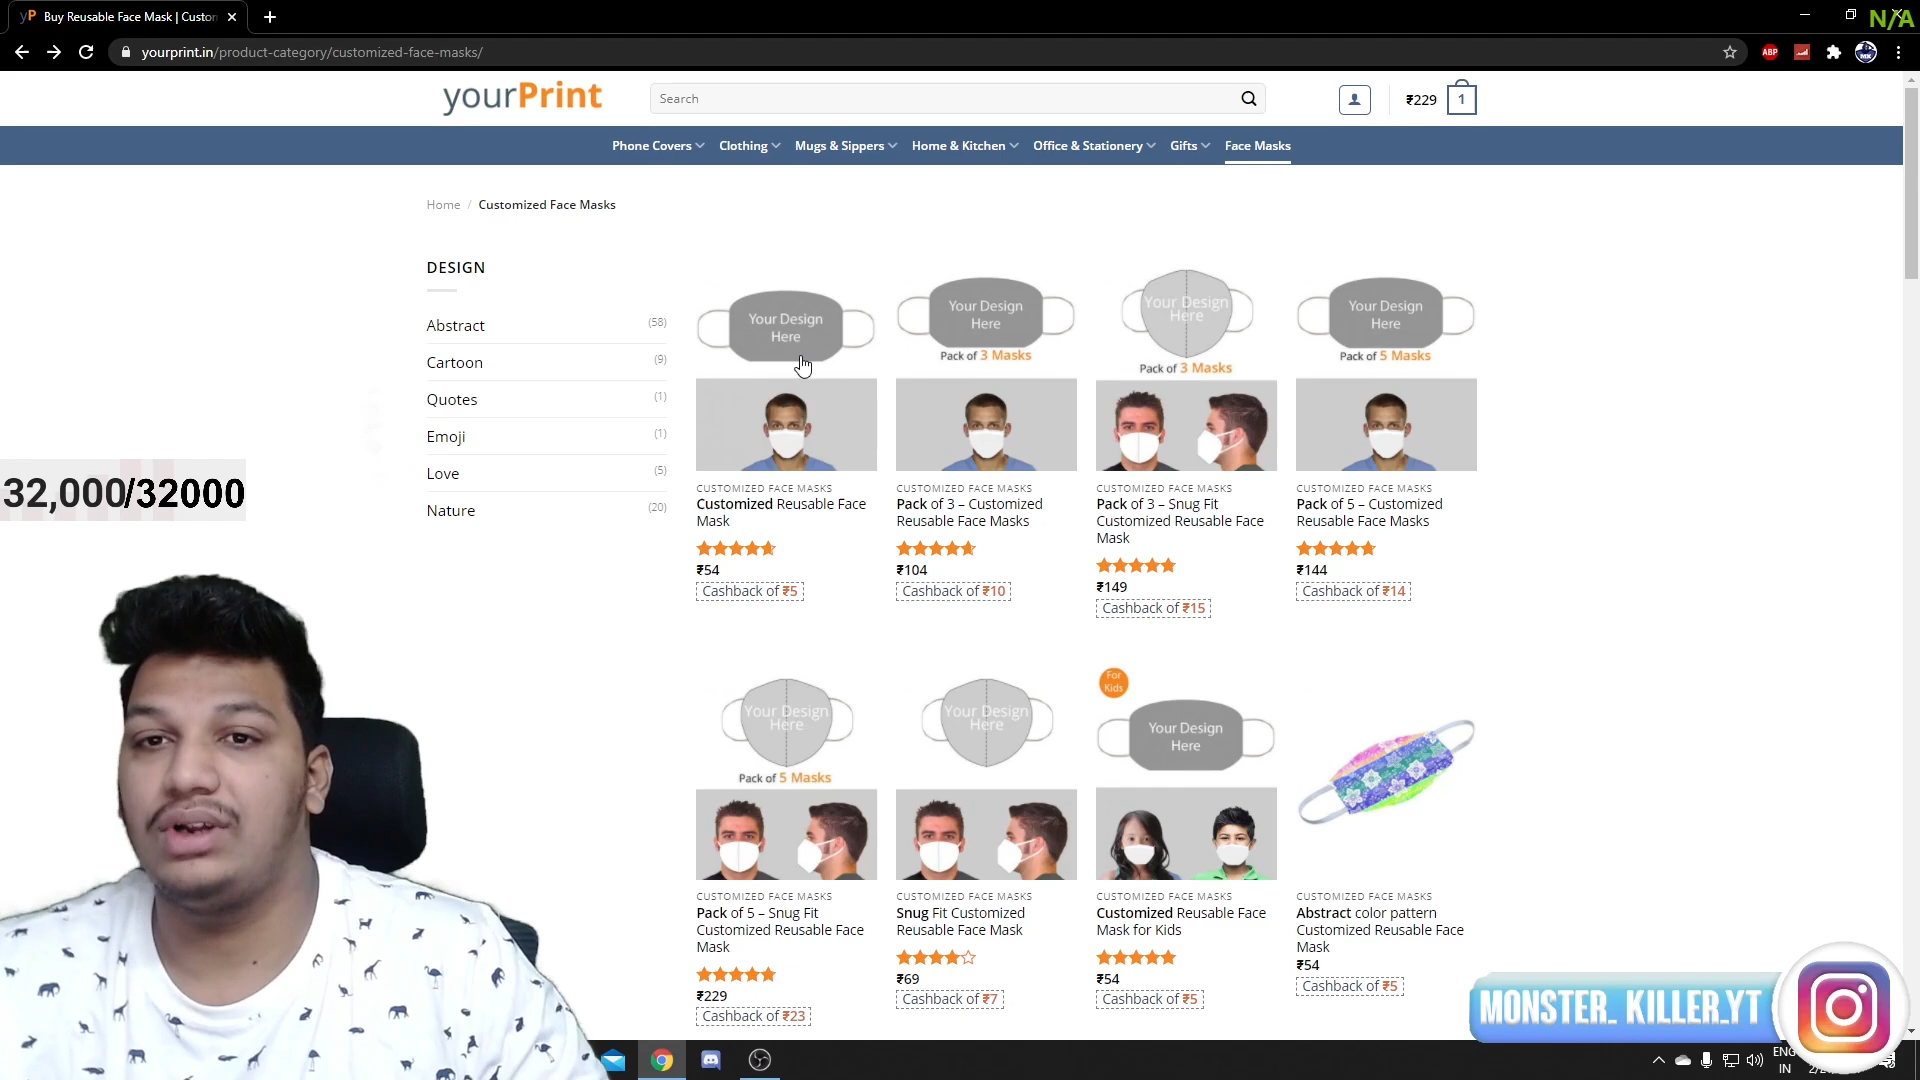 yP Buy Reusable Face Mask | Custom
N/A
yourprint.in/product-category/customized-face-masks/
ABP
yourPrint
Search
₹229
1
Phone Covers
Clothing
Mugs & Sippers
Home & Kitchen
Office & Stationery
Gifts
Face Masks
Home / Customized Face Masks
DESIGN
Abstract (58)
Cartoon (9)
Quotes (1)
Emoji (1)
Love (5)
Nature (20)
Your Design
Here
CUSTOMIZED FACE MASKS
Customized Reusable Face
Mask
₹54
Cashback of ₹5
Your Design
Here
Pack of 3 Masks
CUSTOMIZED FACE MASKS
Pack of 3 – Customized
Reusable Face Masks
₹104
Cashback of ₹10
Your Design
Here
Pack of 3 Masks
CUSTOMIZED FACE MASKS
Pack of 3 – Snug Fit
Customized Reusable Face
Mask
₹149
Cashback of ₹15
Your Design
Here
Pack of 5 Masks
CUSTOMIZED FACE MASKS
Pack of 5 – Customized
Reusable Face Masks
₹144
Cashback of ₹14
32,000/32000
Your Design
Here
Pack of 5 Masks
CUSTOMIZED FACE MASKS
Pack of 5 – Snug Fit
Customized Reusable Face
Mask
₹229
Cashback of ₹23
Your Design
Here
CUSTOMIZED FACE MASKS
Snug Fit Customized
Reusable Face Mask
₹69
Cashback of ₹7
For
Kids
Your Design
Here
CUSTOMIZED FACE MASKS
Customized Reusable Face
Mask for Kids
₹54
Cashback of ₹5
CUSTOMIZED FACE MASKS
Abstract color pattern
Customized Reusable Face
Mask
₹54
Cashback of ₹5
MONSTER_KILLER.YT
ENG
IN